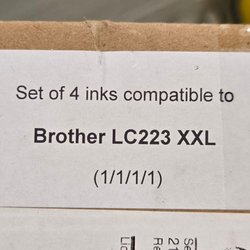 Set of 4 inks compatible to
Brother LC223 XXL
(1/1/1/1)